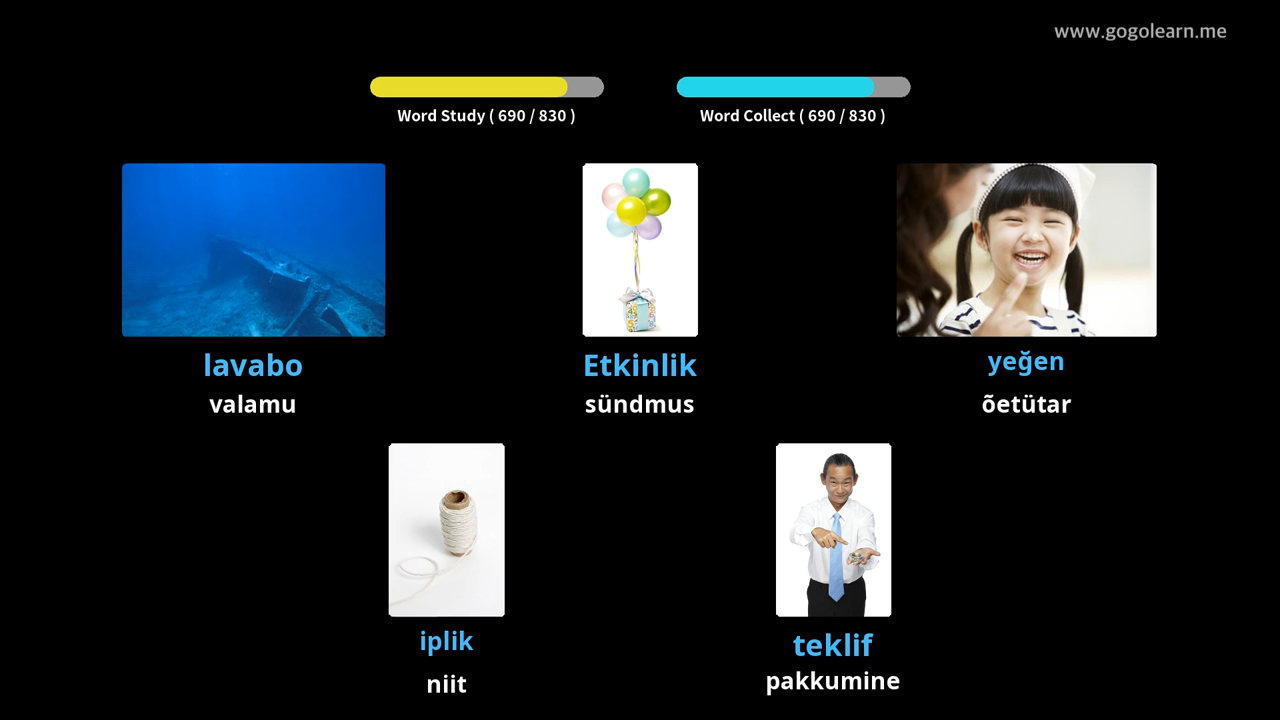 www.gogolearn.me
Word Study ( 690 / 830 )
Word Collect ( 690 / 830 )
lavabo
valamu
Etkinlik
sündmus
yeğen
õetütar
iplik
niit
teklif
pakkumine